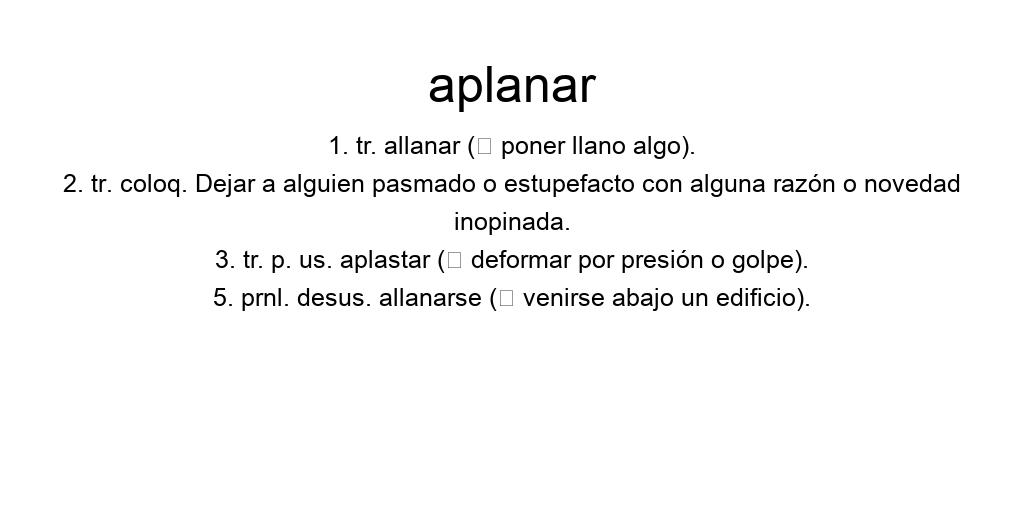 aplanar
1. tr. allanar (□ poner llano algo).
2. tr. coloq. Dejar a alguien pasmado o estupefacto con alguna razón o novedad
inopinada.
3. tr. p. us. aplastar (□ deformar por presión o golpe).
5. prnl. desus. allanarse (□ venirse abajo un edificio).